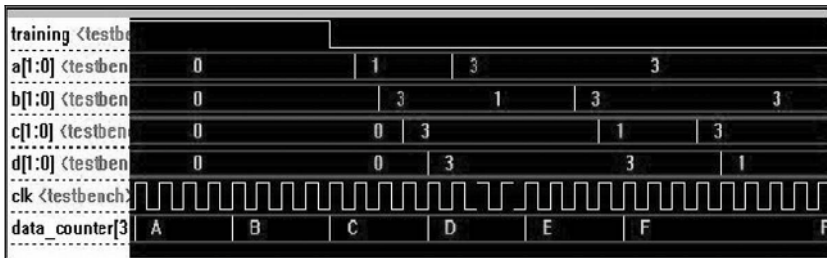 training <testbe
a[1:0] <testben 0 1 3 3
b[1:0] <testben 0 3 1 3 3
c[1:0] <testben 0 0 3 1 3
d[1:0] <testben 0 0 3 3 1
clk <testbench>
data_counter[3 A B C D E F F